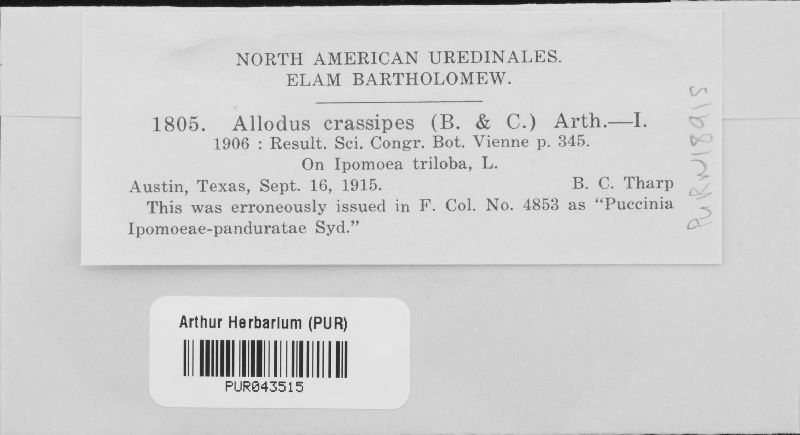 NORTH AMERICAN UREDINALES.
ELAM BARTHOLOMEW.
1805. Allodus crassipes (B. & C.) Arth.—I.
1906 : Result. Sci. Congr. Bot. Vienne p. 345.
On Ipomoea triloba, L.
Austin, Texas, Sept. 16, 1915. B. C. Tharp
This was erroneously issued in F. Col. No. 4853 as “Puccinia
Ipomoeae-panduratae Syd.”
PURN18915
Arthur Herbarium (PUR)
PUR043515